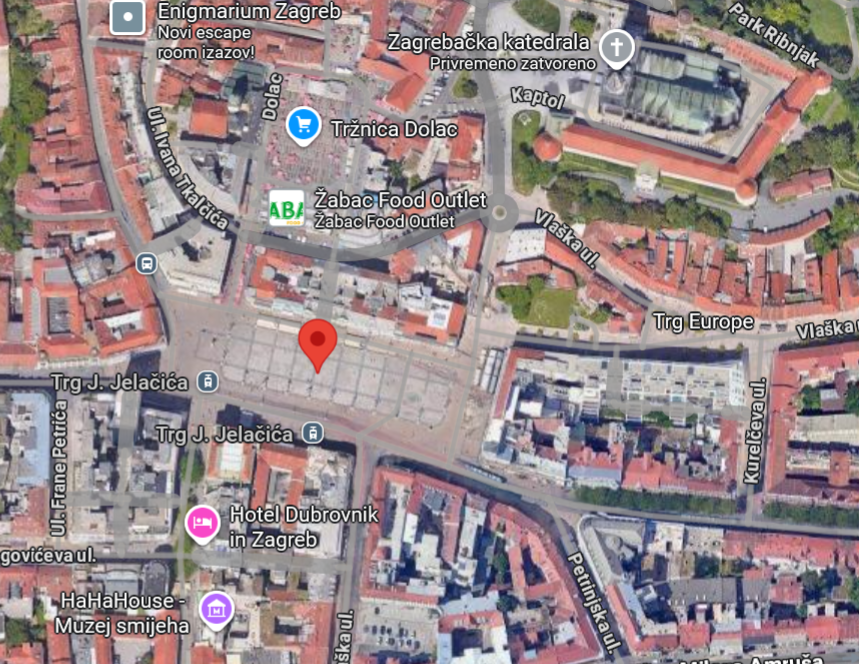 Enigmarium Zagreb
Novi escape
room izazov!
Park Ribnjak
Zagrebačka katedrala
Privremeno zatvoreno
Kaptol
Dolac
Tržnica Dolac
Ul. Ivana Tkalčića
ABA
Žabac Food Outlet
Žabac Food Outlet
Vlaška ul.
Trg Europe
Vlaška
Trg J. Jelačića
Trg J. Jelačića
Ul. Frane Petrića
Kurelčeva ul.
Hotel Dubrovnik
in Zagreb
govićeva ul.
Petrinjska ul.
HaHaHouse -
Muzej smijeha
ška ul.
Amruša